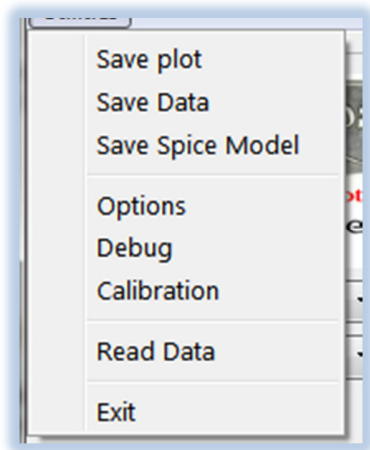 Save plot
Save Data
Save Spice Model
Options
Debug
Calibration
Read Data
Exit